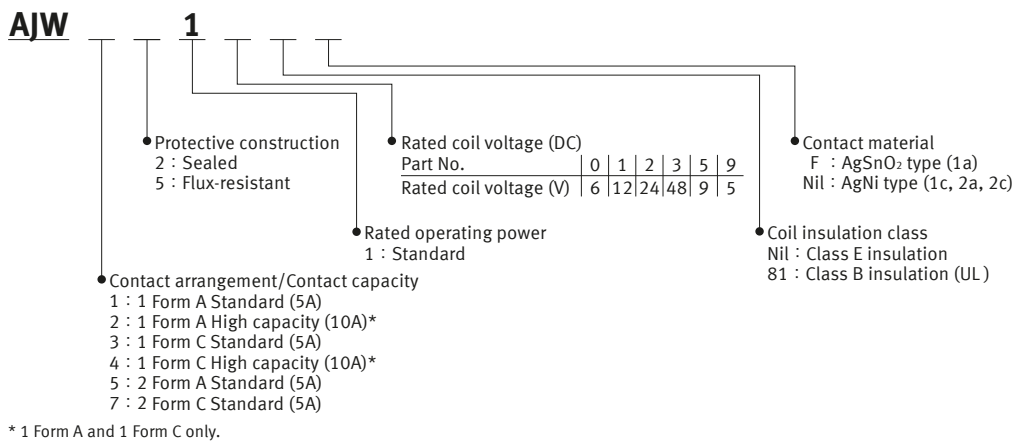 AJW 1
Protective construction
2 : Sealed
5 : Flux-resistant
Rated coil voltage (DC)
Part No. 0 1 2 3 5 9
Rated coil voltage (V) 6 12 24 48 9 5
Contact material
F : AgSnO₂ type (1a)
Nil : AgNi type (1c, 2a, 2c)
Rated operating power
1 : Standard
Coil insulation class
Nil : Class E insulation
81 : Class B insulation (UL)
Contact arrangement/Contact capacity
1 : 1 Form A Standard (5A)
2 : 1 Form A High capacity (10A)*
3 : 1 Form C Standard (5A)
4 : 1 Form C High capacity (10A)*
5 : 2 Form A Standard (5A)
7 : 2 Form C Standard (5A)
* 1 Form A and 1 Form C only.